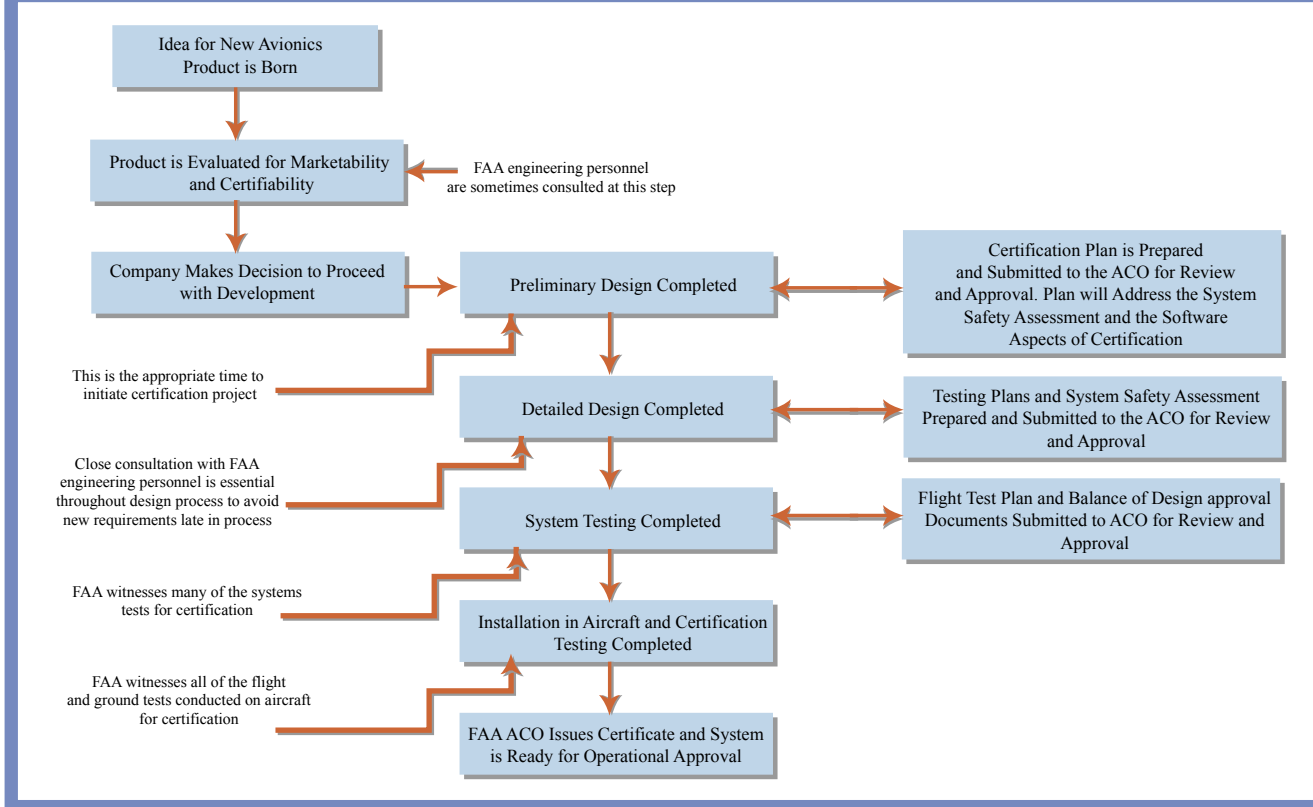 Idea for New Avionics
Product is Born
Product is Evaluated for Marketability
and Certifiability
FAA engineering personnel
are sometimes consulted at this step
Company Makes Decision to Proceed
with Development
Preliminary Design Completed
Certification Plan is Prepared
and Submitted to the ACO for Review
and Approval. Plan will Address the System
Safety Assessment and the Software
Aspects of Certification
This is the appropriate time to
initiate certification project
Detailed Design Completed
Testing Plans and System Safety Assessment
Prepared and Submitted to the ACO for Review
and Approval
Close consultation with FAA
engineering personnel is essential
throughout design process to avoid
new requirements late in process
System Testing Completed
Flight Test Plan and Balance of Design approval
Documents Submitted to ACO for Review and
Approval
FAA witnesses many of the systems
tests for certification
Installation in Aircraft and Certification
Testing Completed
FAA witnesses all of the flight
and ground tests conducted on aircraft
for certification
FAA ACO Issues Certificate and System
is Ready for Operational Approval